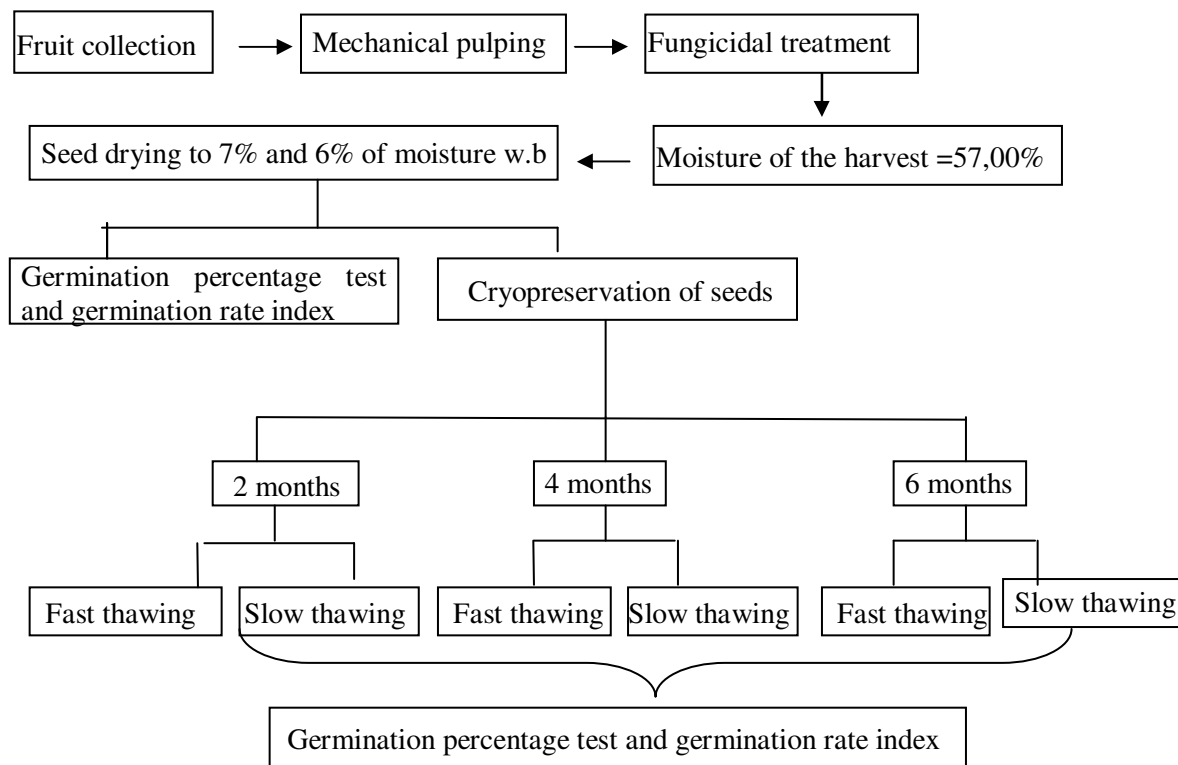 Fruit collection
Mechanical pulping
Fungicidal treatment
Seed drying to 7% and 6% of moisture w.b
Moisture of the harvest =57,00%
Germination percentage test
and germination rate index
Cryopreservation of seeds
2 months
4 months
6 months
Fast thawing
Slow thawing
Fast thawing
Slow thawing
Fast thawing
Slow thawing
Germination percentage test and germination rate index